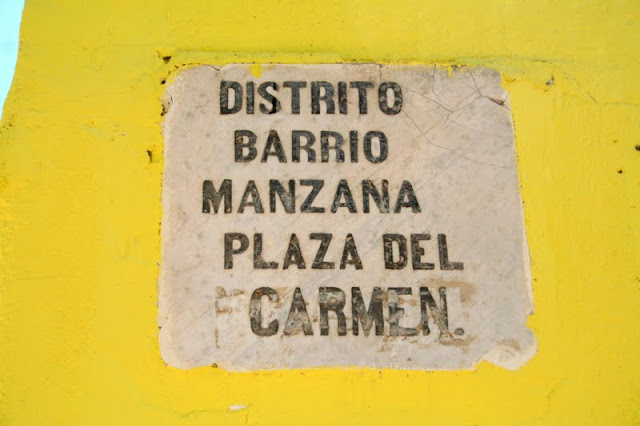 DISTRITO
BARRIO
MANZANA
PLAZA DEL
CARMEN.